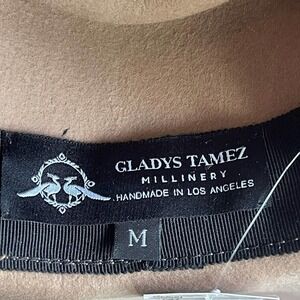 GLADYS TAMEZ
MILLINERY
HANDMADE IN LOS ANGELES
M